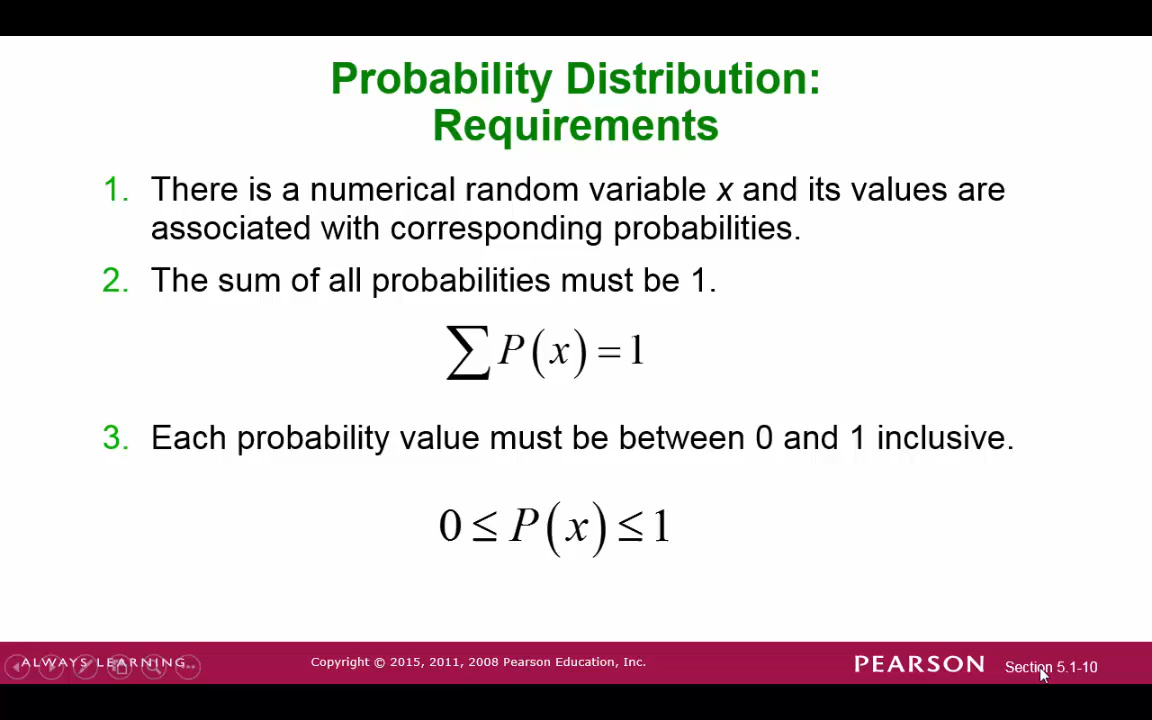 Probability Distribution:
Requirements
1. There is a numerical random variable x and its values are
associated with corresponding probabilities.
2. The sum of all probabilities must be 1.
∑ P(x) = 1
3. Each probability value must be between 0 and 1 inclusive.
0 ≤ P(x) ≤ 1
ALWAYS LEARNING
Copyright © 2015, 2011, 2008 Pearson Education, Inc.
PEARSON
Section 5.1-10